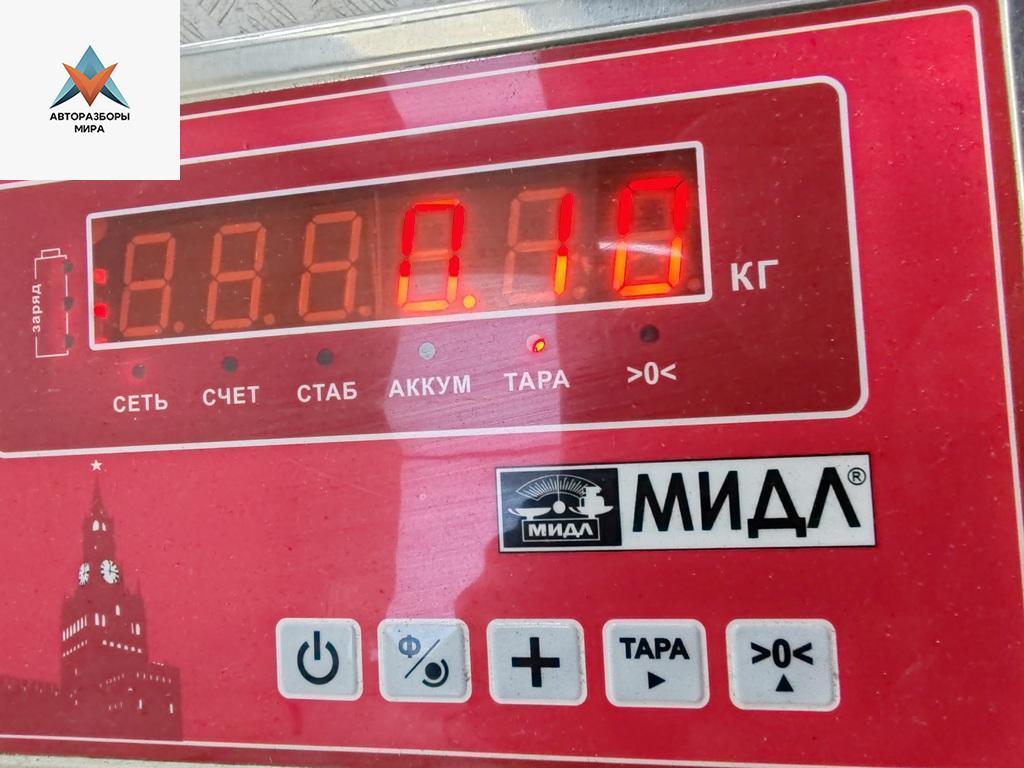 АВТОРАЗБОРЫ
МИРА
0.10
КГ
заряд
СЕТЬ СЧЕТ СТАБ АККУМ ТАРА >0<
МИДЛ МИДЛ®
Ф
ТАРА >0<